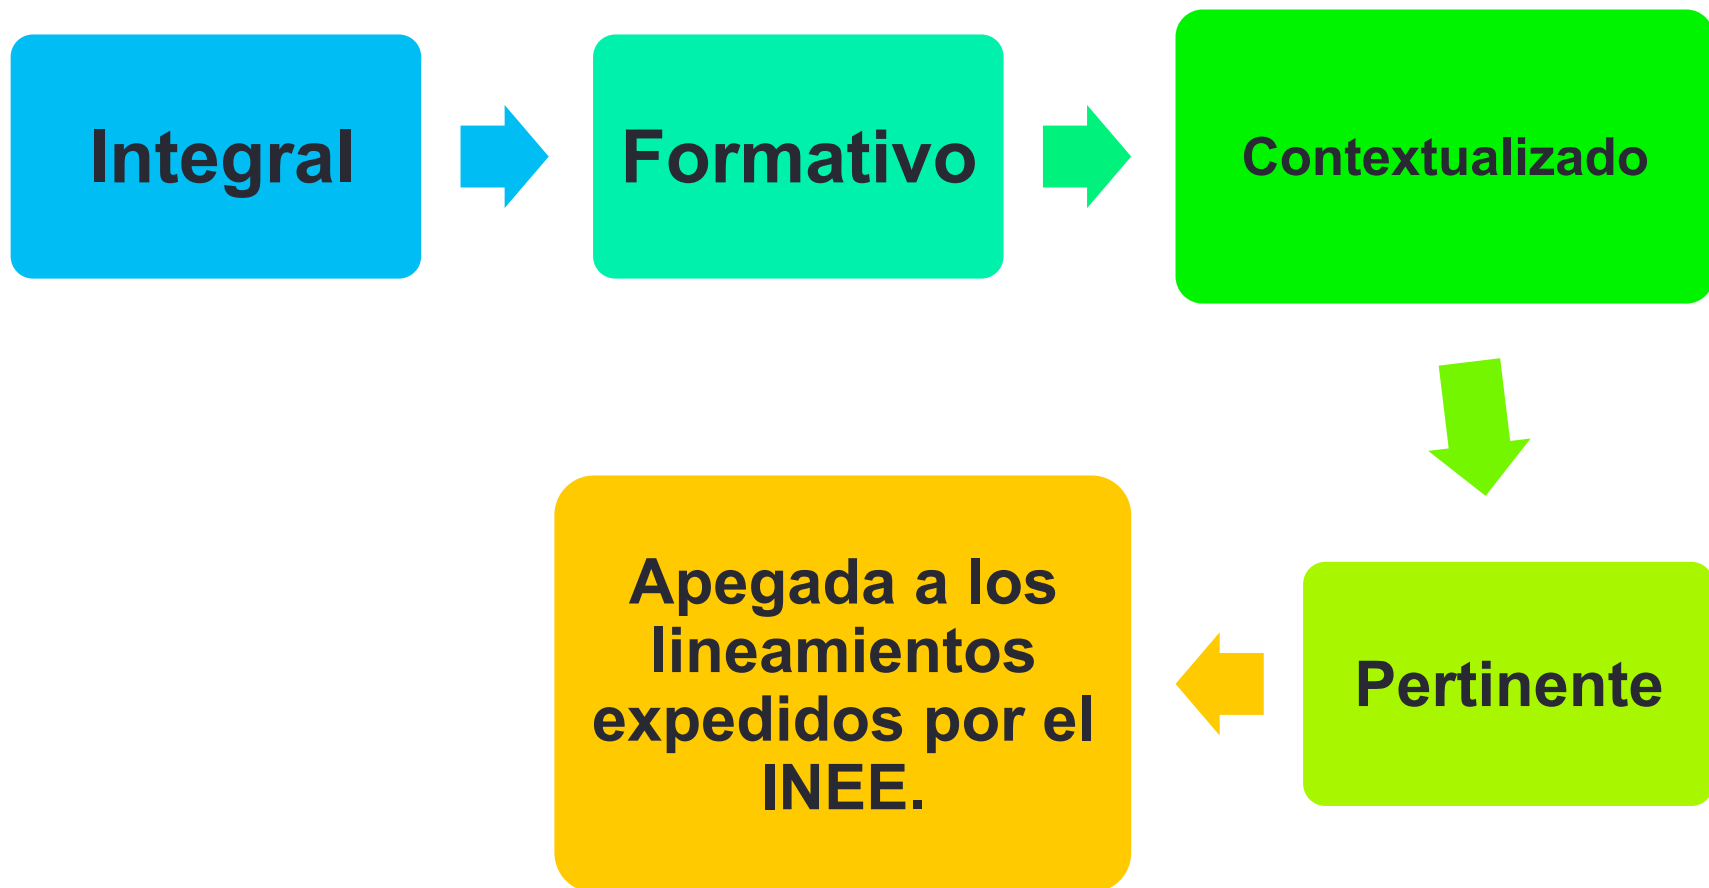 Integral
Formativo
Contextualizado
Pertinente
Apegada a los
lineamientos
expedidos por el
INEE.